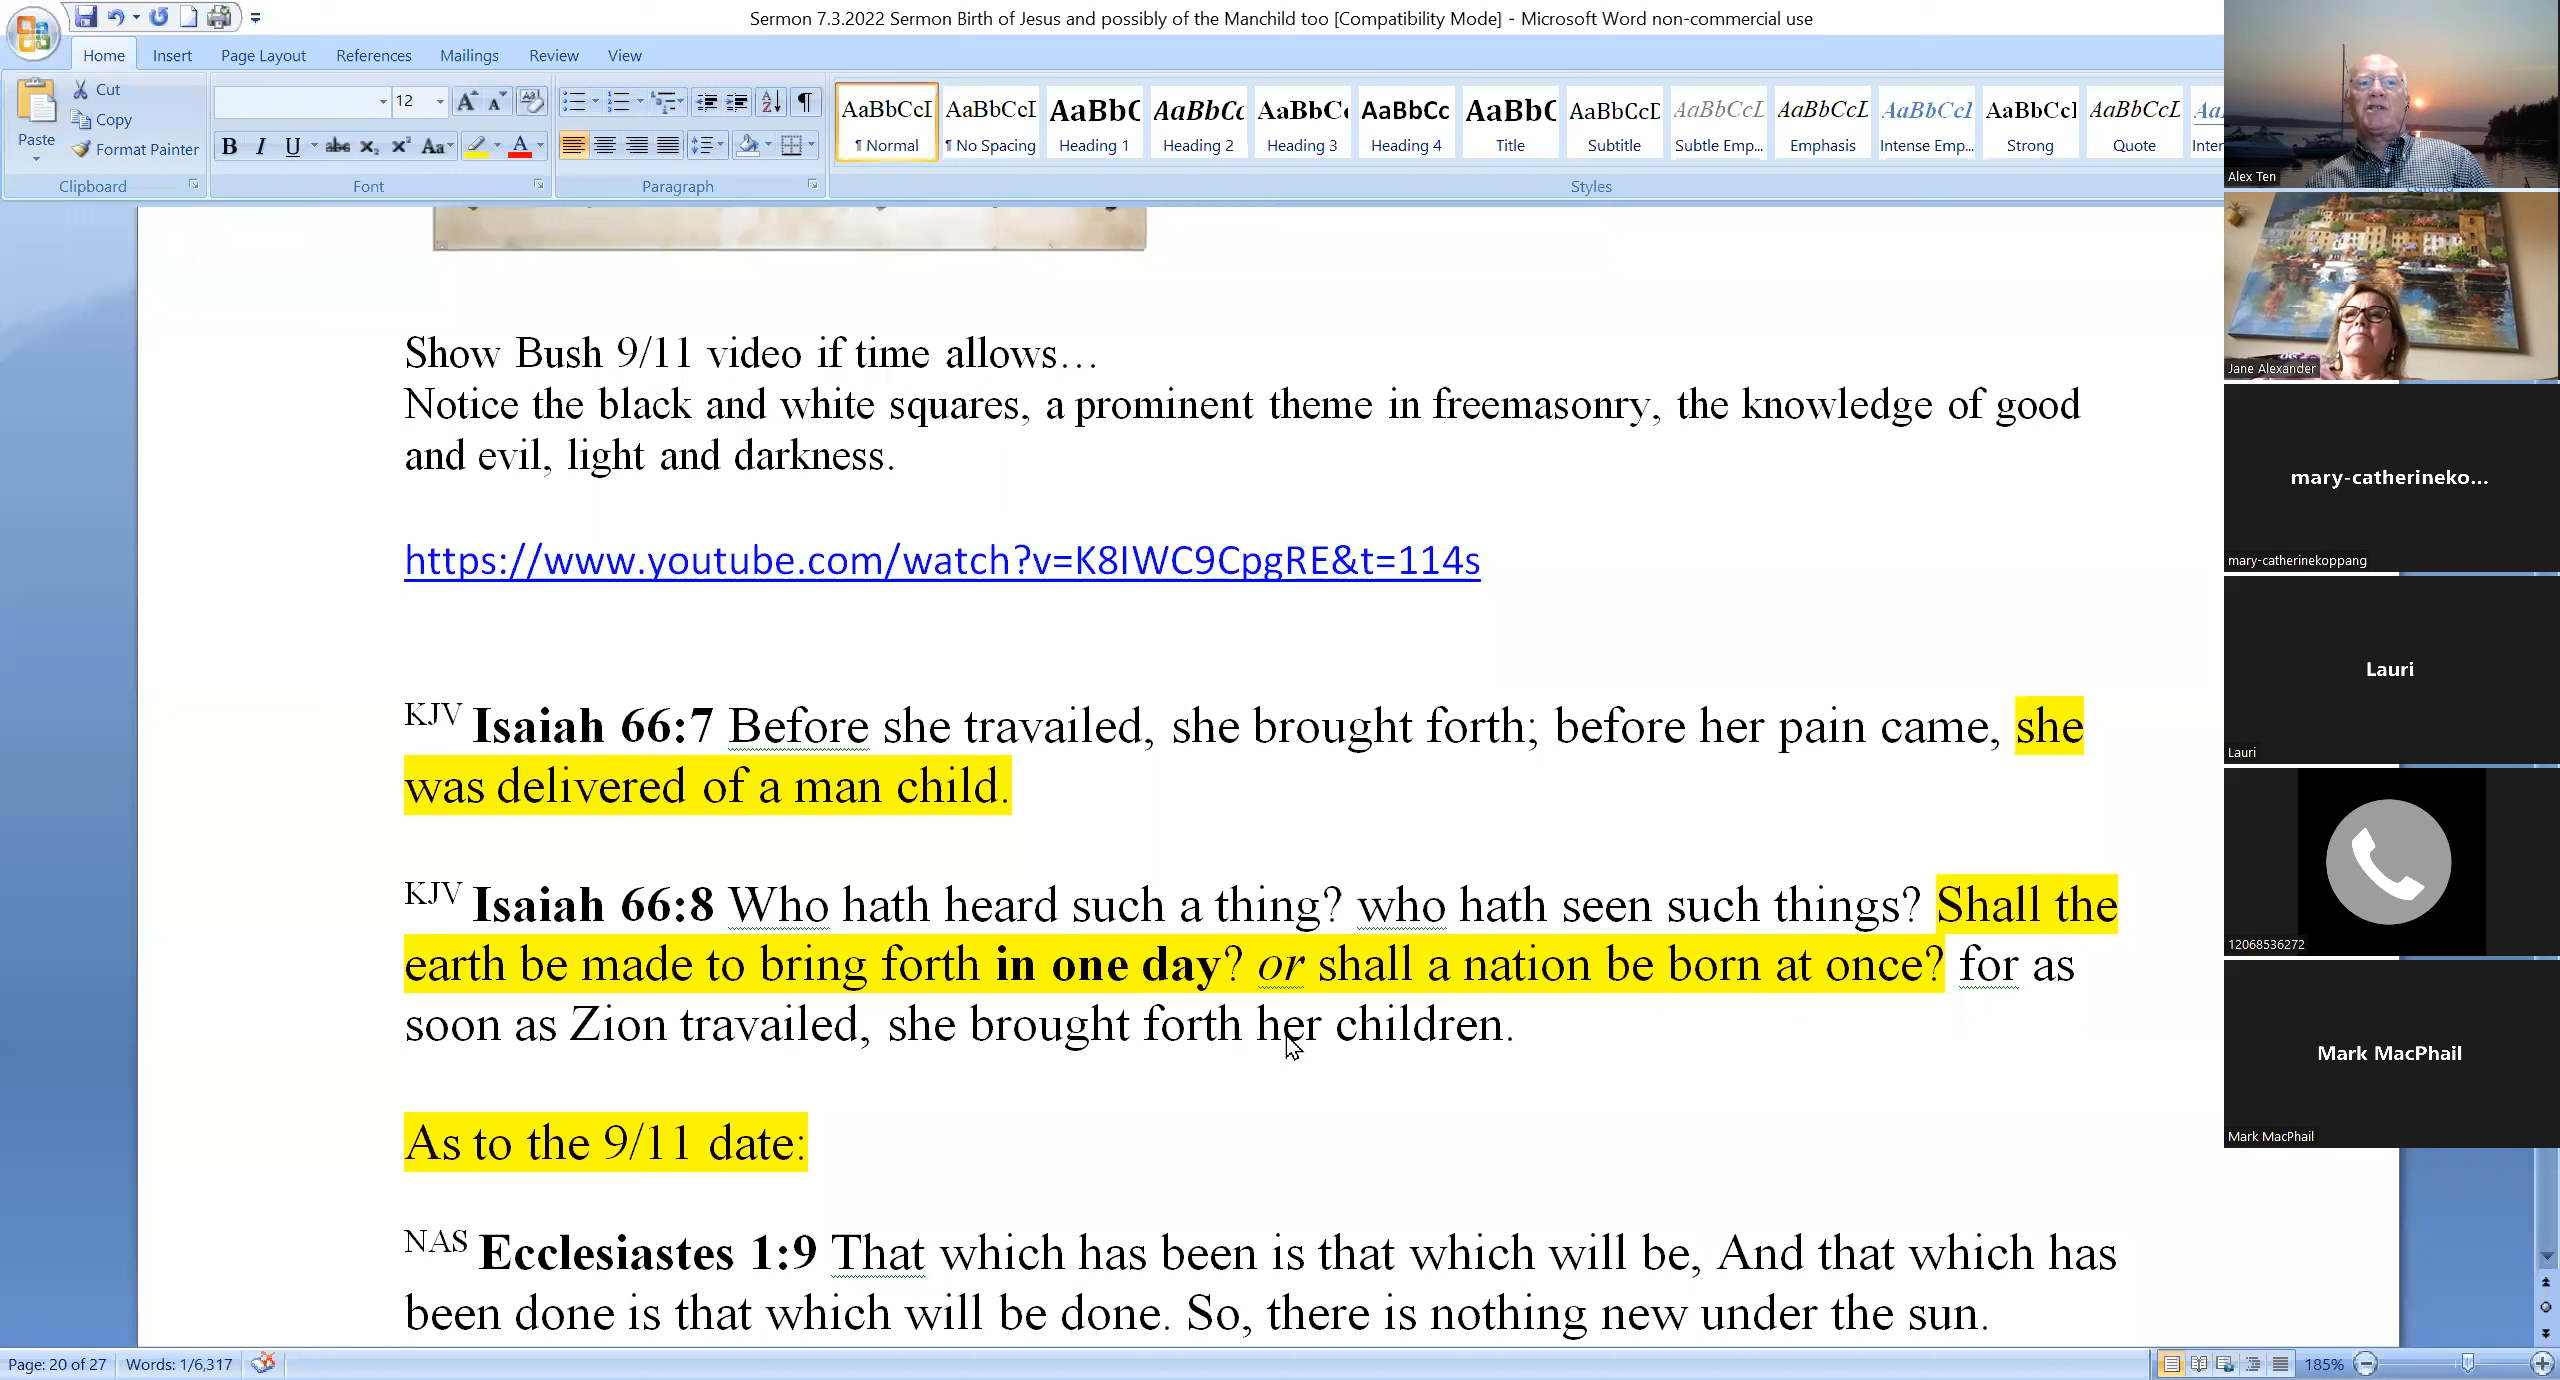 Sermon 7.3.2022 Sermon Birth of Jesus and possibly of the Manchild too [Compatibility Mode] - Microsoft Word non-commercial use
Home Insert Page Layout References Mailings Review View
Paste
Cut
Copy
Format Painter
Clipboard
12
Font
Paragraph
AaBbCcI AaBbCcI AaBbC AaBbCc AaBbCc AaBbCc AaBbC AaBbCcD AaBbCcL AaBbCcL AaBbCcI AaBbCcI AaBbCcL Aa
¶ Normal ¶ No Spacing Heading 1 Heading 2 Heading 3 Heading 4 Title Subtitle Subtle Emp... Emphasis Intense Emp... Strong Quote Inter
Styles
Show Bush 9/11 video if time allows…
Notice the black and white squares, a prominent theme in freemasonry, the knowledge of good
and evil, light and darkness.
https://www.youtube.com/watch?v=K8IWC9CpgRE&t=114s
KJV Isaiah 66:7 Before she travailed, she brought forth; before her pain came, she
was delivered of a man child.
KJV Isaiah 66:8 Who hath heard such a thing? who hath seen such things? Shall the
earth be made to bring forth in one day? or shall a nation be born at once? for as
soon as Zion travailed, she brought forth her children.
As to the 9/11 date:
NAS Ecclesiastes 1:9 That which has been is that which will be, And that which has
been done is that which will be done. So, there is nothing new under the sun.
Page: 20 of 27 Words: 1/6,317
185%
Alex Ten
Jane Alexander
mary-catherineko...
mary-catherinekoppang
Lauri
Lauri
12068536272
Mark MacPhail
Mark MacPhail